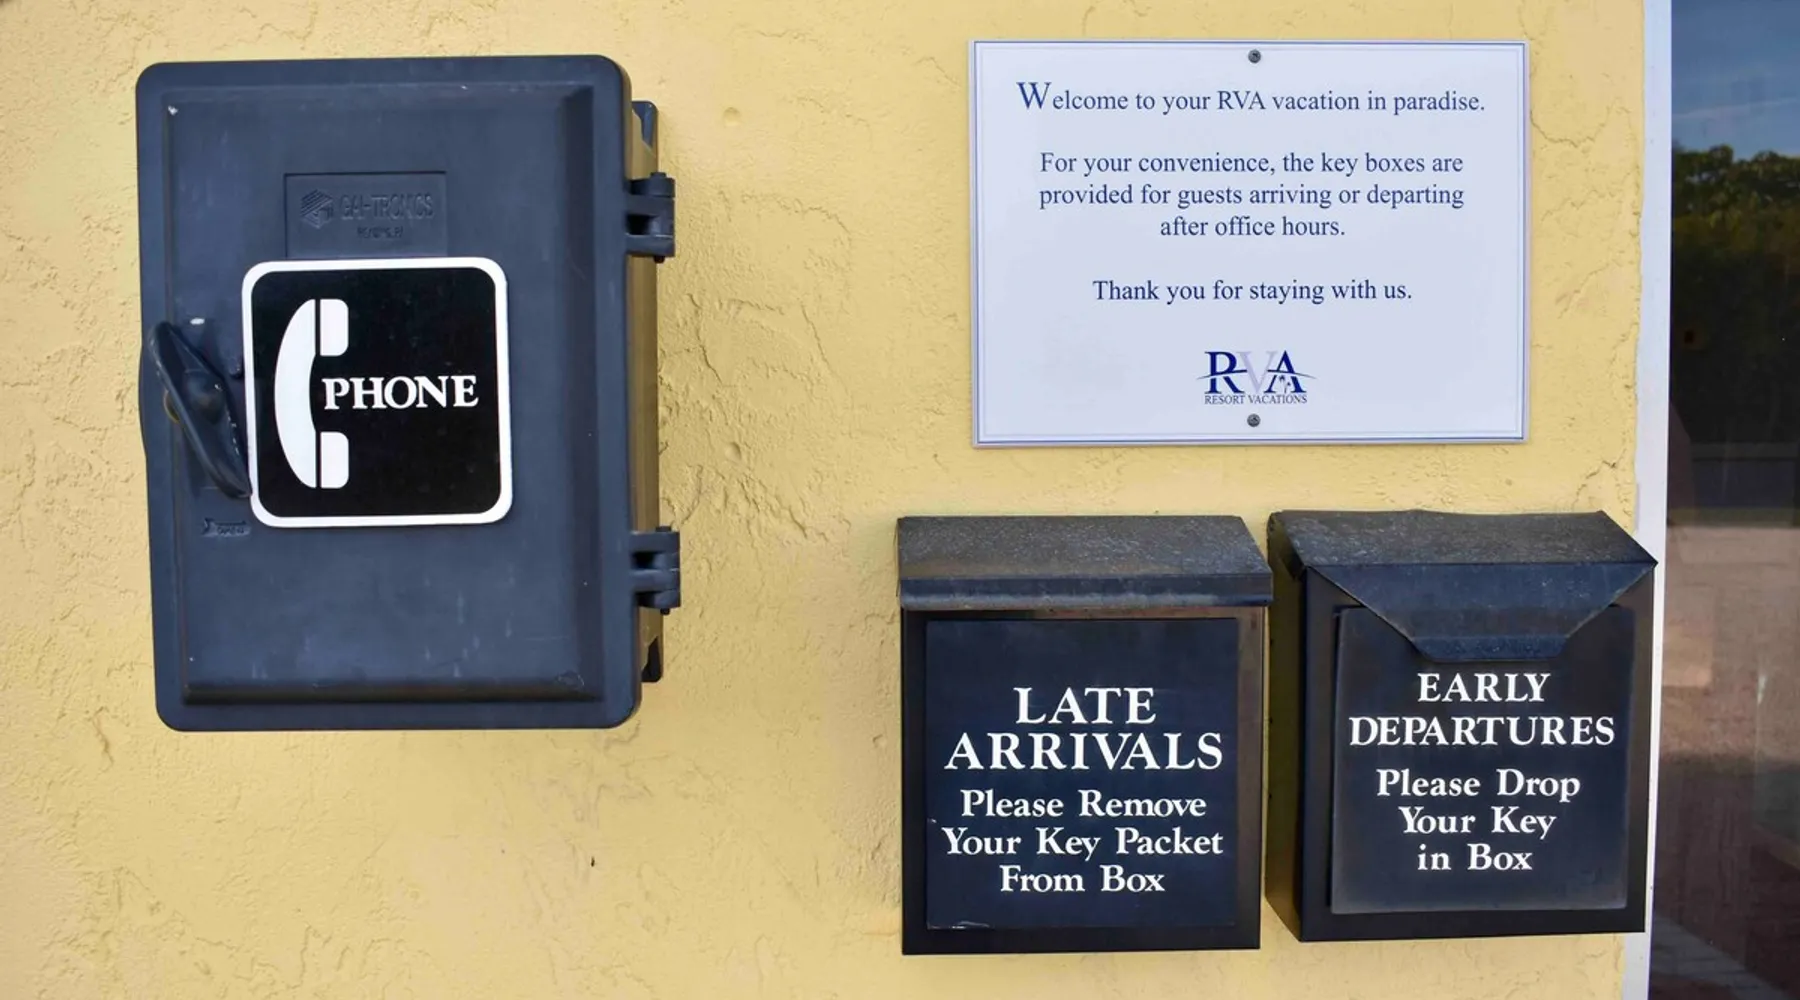 GAI-TRONICS
PHONE
Welcome to your RVA vacation in paradise.
For your convenience, the key boxes are
provided for guests arriving or departing
after office hours.
Thank you for staying with us.
RVA
RESORT VACATIONS
LATE
ARRIVALS
Please Remove
Your Key Packet
From Box
EARLY
DEPARTURES
Please Drop
Your Key
in Box